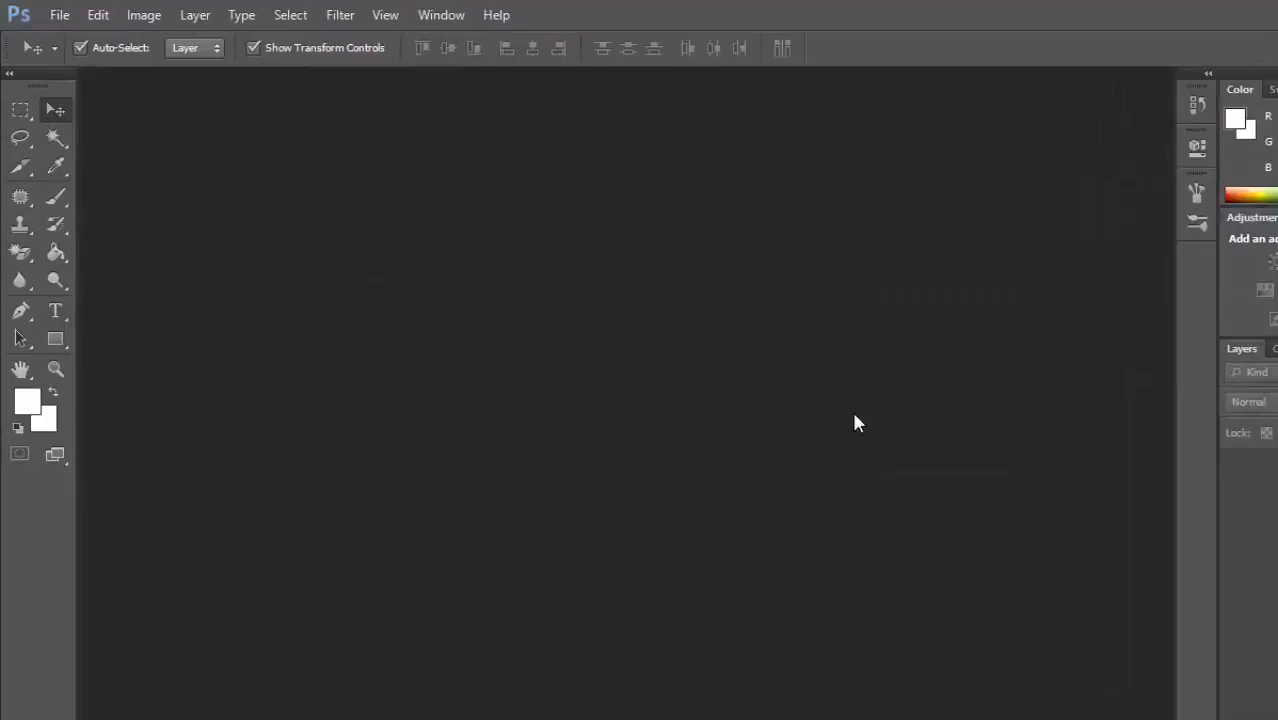 Ps File Edit Image Layer Type Select Filter View Window Help
Auto-Select: Layer Show Transform Controls
Color
R
G
B
Adjustmen
Add an
Layers
Kind
Normal
Lock:
T